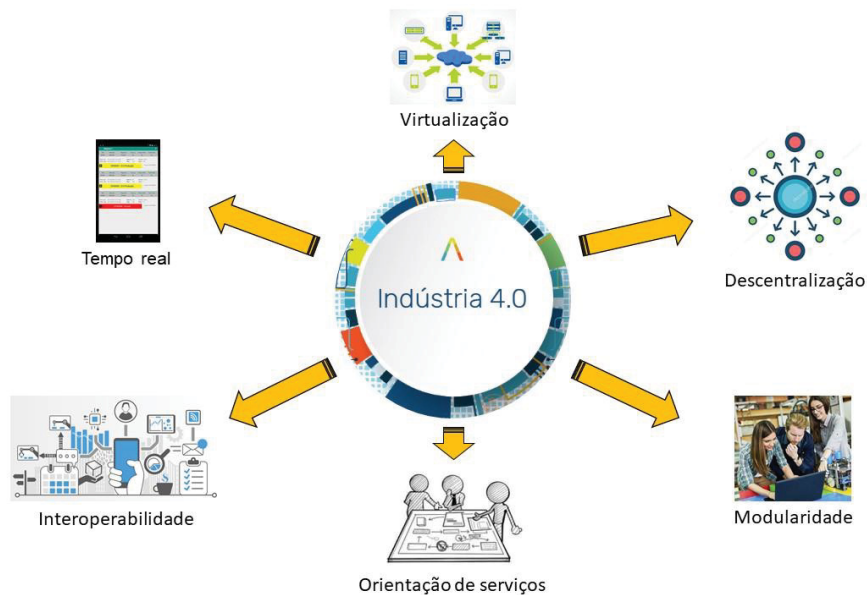 Virtualização
Tempo real
Descentralização
Indústria 4.0
Interoperabilidade
Modularidade
Orientação de serviços